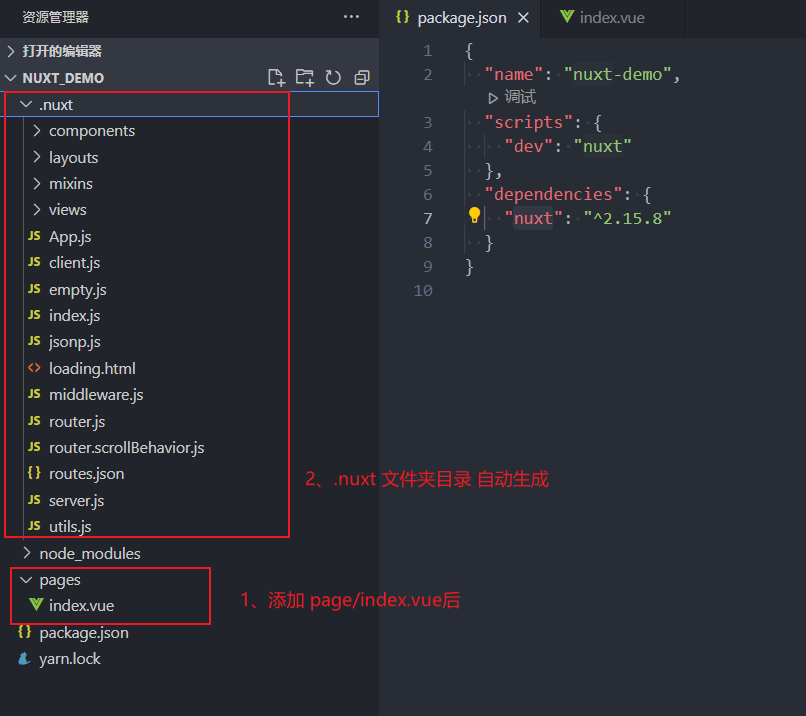 资源管理器
···
打开的编辑器
NUXT_DEMO
.nuxt
components
layouts
mixins
views
JS App.js
JS client.js
JS empty.js
JS index.js
JS jsonp.js
<> loading.html
JS middleware.js
JS router.js
JS router.scrollBehavior.js
{} routes.json
JS server.js
JS utils.js
node_modules
pages
index.vue
{} package.json
yarn.lock
2、.nuxt 文件夹目录 自动生成
1、添加 page/index.vue后
{} package.json ×
index.vue
1 {
2 "name": "nuxt-demo",
调试
3 "scripts": {
4 "dev": "nuxt"
5 },
6 "dependencies": {
7 "nuxt": "^2.15.8"
8 }
9 }
10